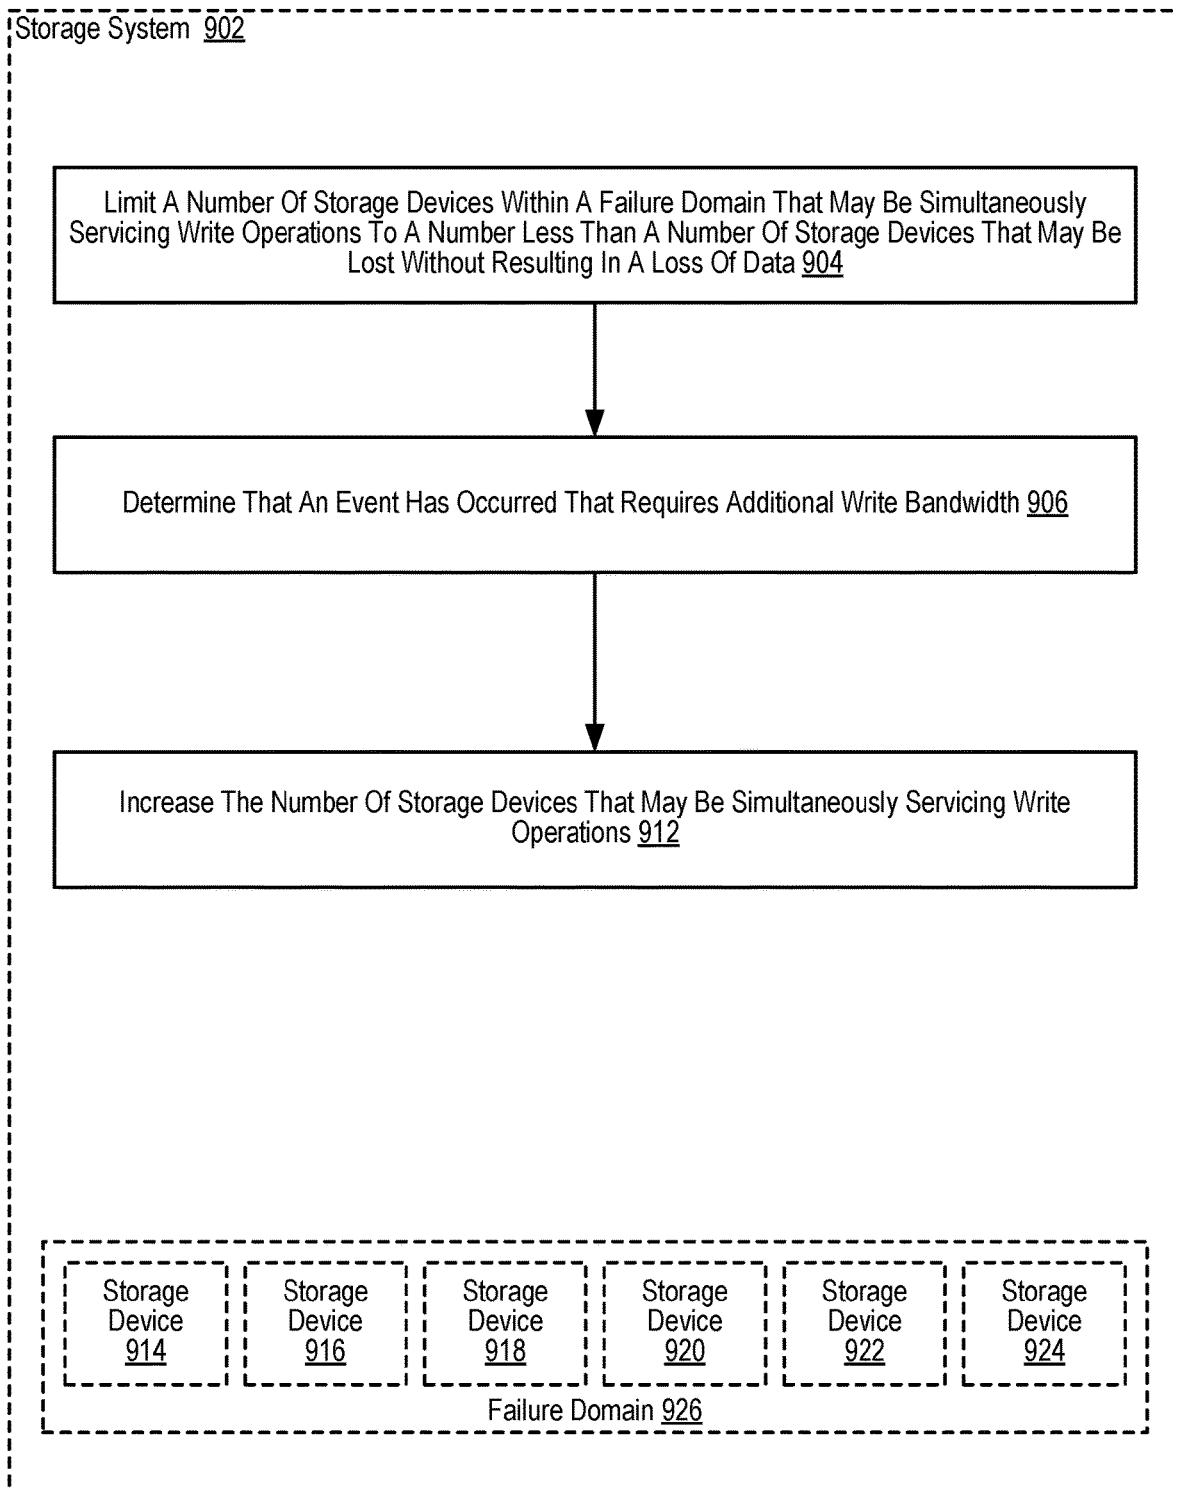 Storage System 902
Limit A Number Of Storage Devices Within A Failure Domain That May Be Simultaneously
Servicing Write Operations To A Number Less Than A Number Of Storage Devices That May Be
Lost Without Resulting In A Loss Of Data 904
Determine That An Event Has Occurred That Requires Additional Write Bandwidth 906
Increase The Number Of Storage Devices That May Be Simultaneously Servicing Write
Operations 912
Storage
Device
914
Storage
Device
916
Storage
Device
918
Storage
Device
920
Storage
Device
922
Storage
Device
924
Failure Domain 926